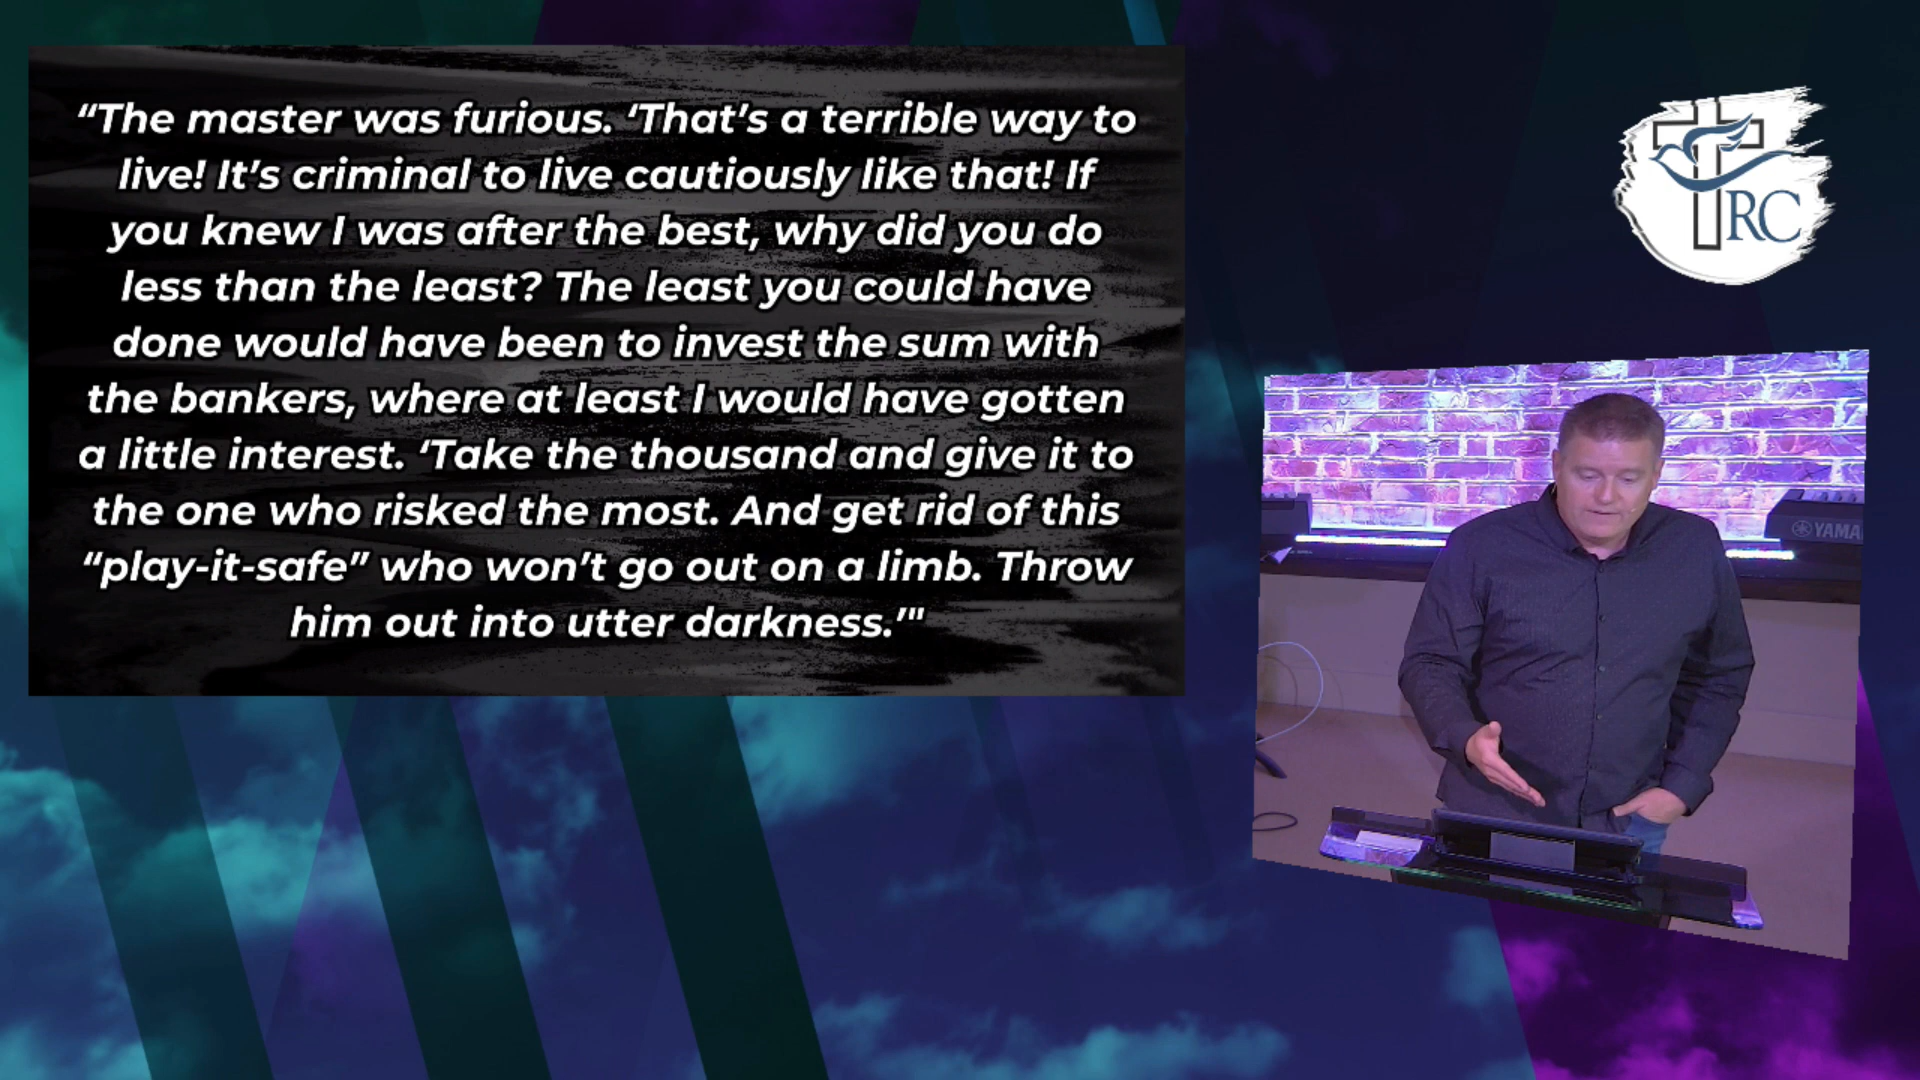 “The master was furious. ‘That’s a terrible way to
live! It’s criminal to live cautiously like that! If
you knew I was after the best, why did you do
less than the least? The least you could have
done would have been to invest the sum with
the bankers, where at least I would have gotten
a little interest. ‘Take the thousand and give it to
the one who risked the most. And get rid of this
“play-it-safe” who won’t go out on a limb. Throw
him out into utter darkness.’"
RC
YAMA